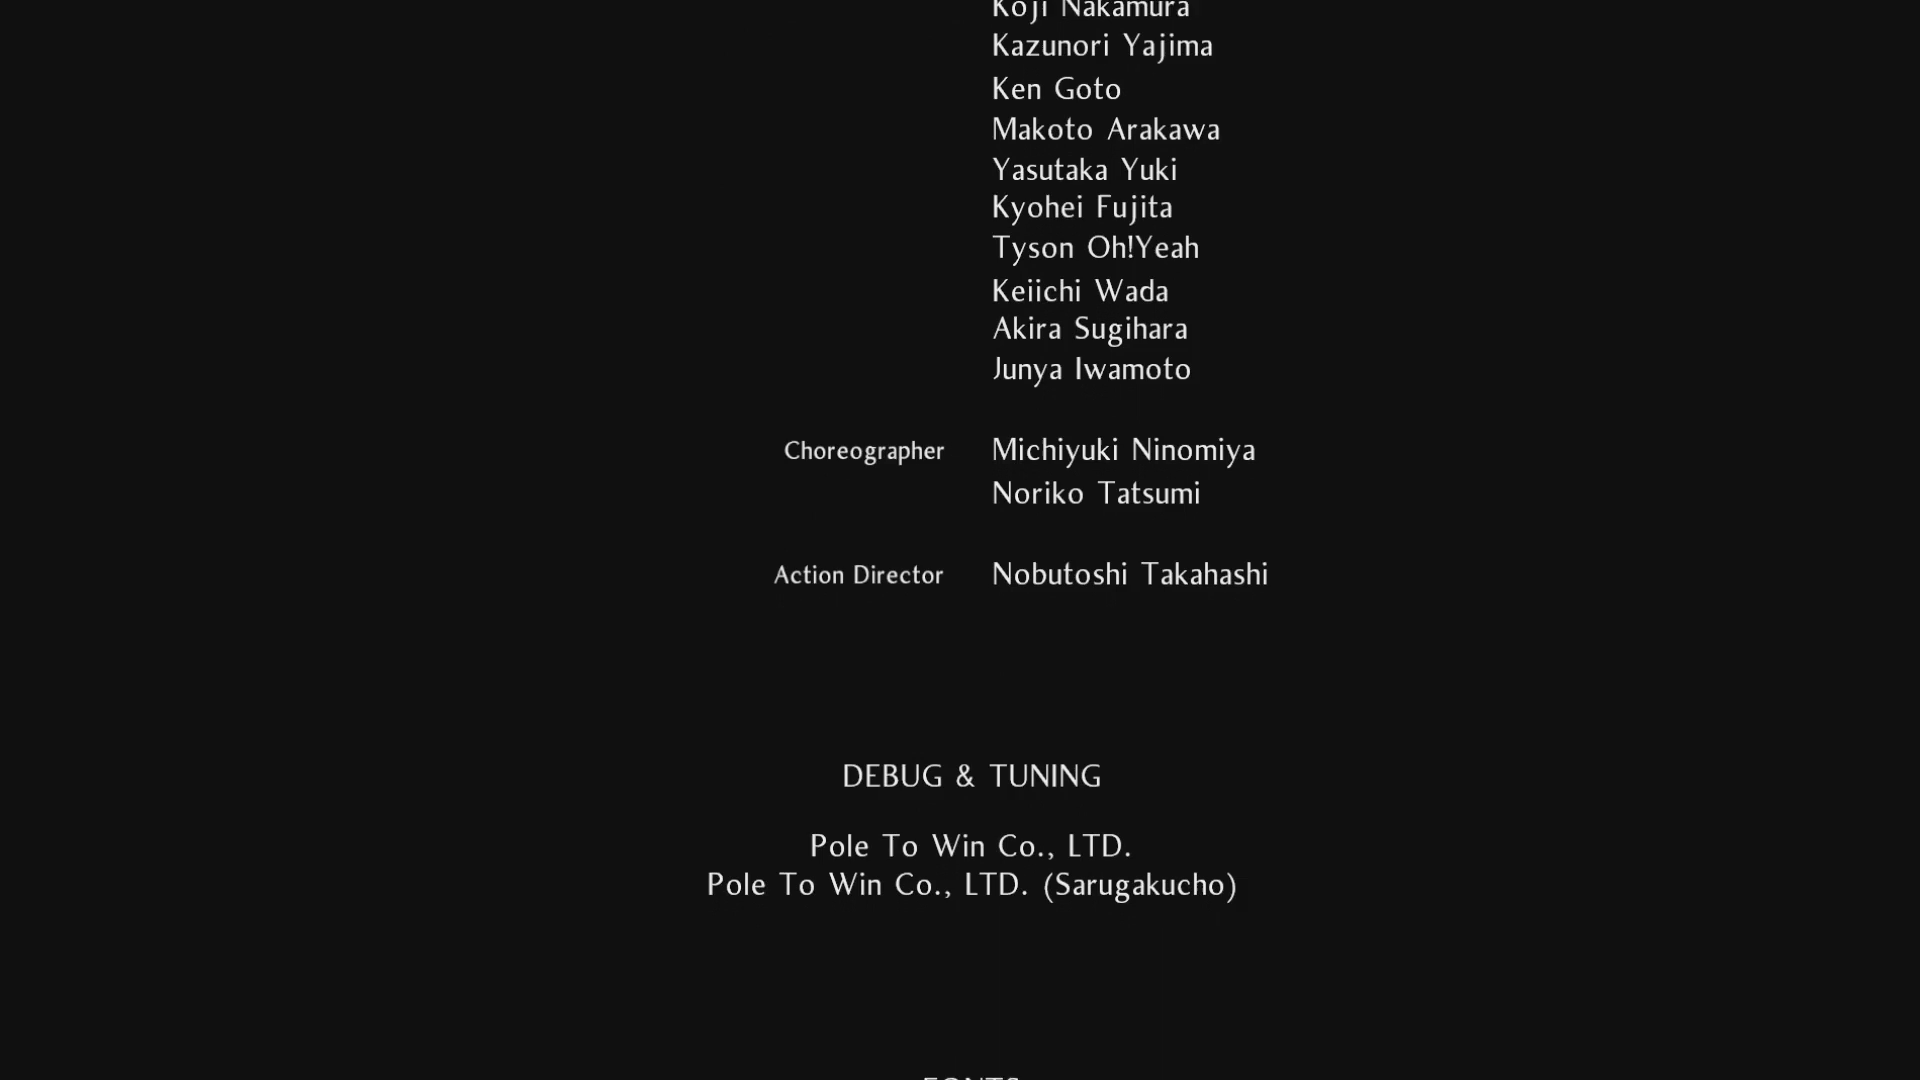 Koji Nakamura
Kazunori Yajima
Ken Goto
Makoto Arakawa
Yasutaka Yuki
Kyohei Fujita
Tyson Oh!Yeah
Keiichi Wada
Akira Sugihara
Junya Iwamoto
Choreographer Michiyuki Ninomiya
Noriko Tatsumi
Action Director Nobutoshi Takahashi
DEBUG & TUNING
Pole To Win Co., LTD.
Pole To Win Co., LTD. (Sarugakucho)
FONTS